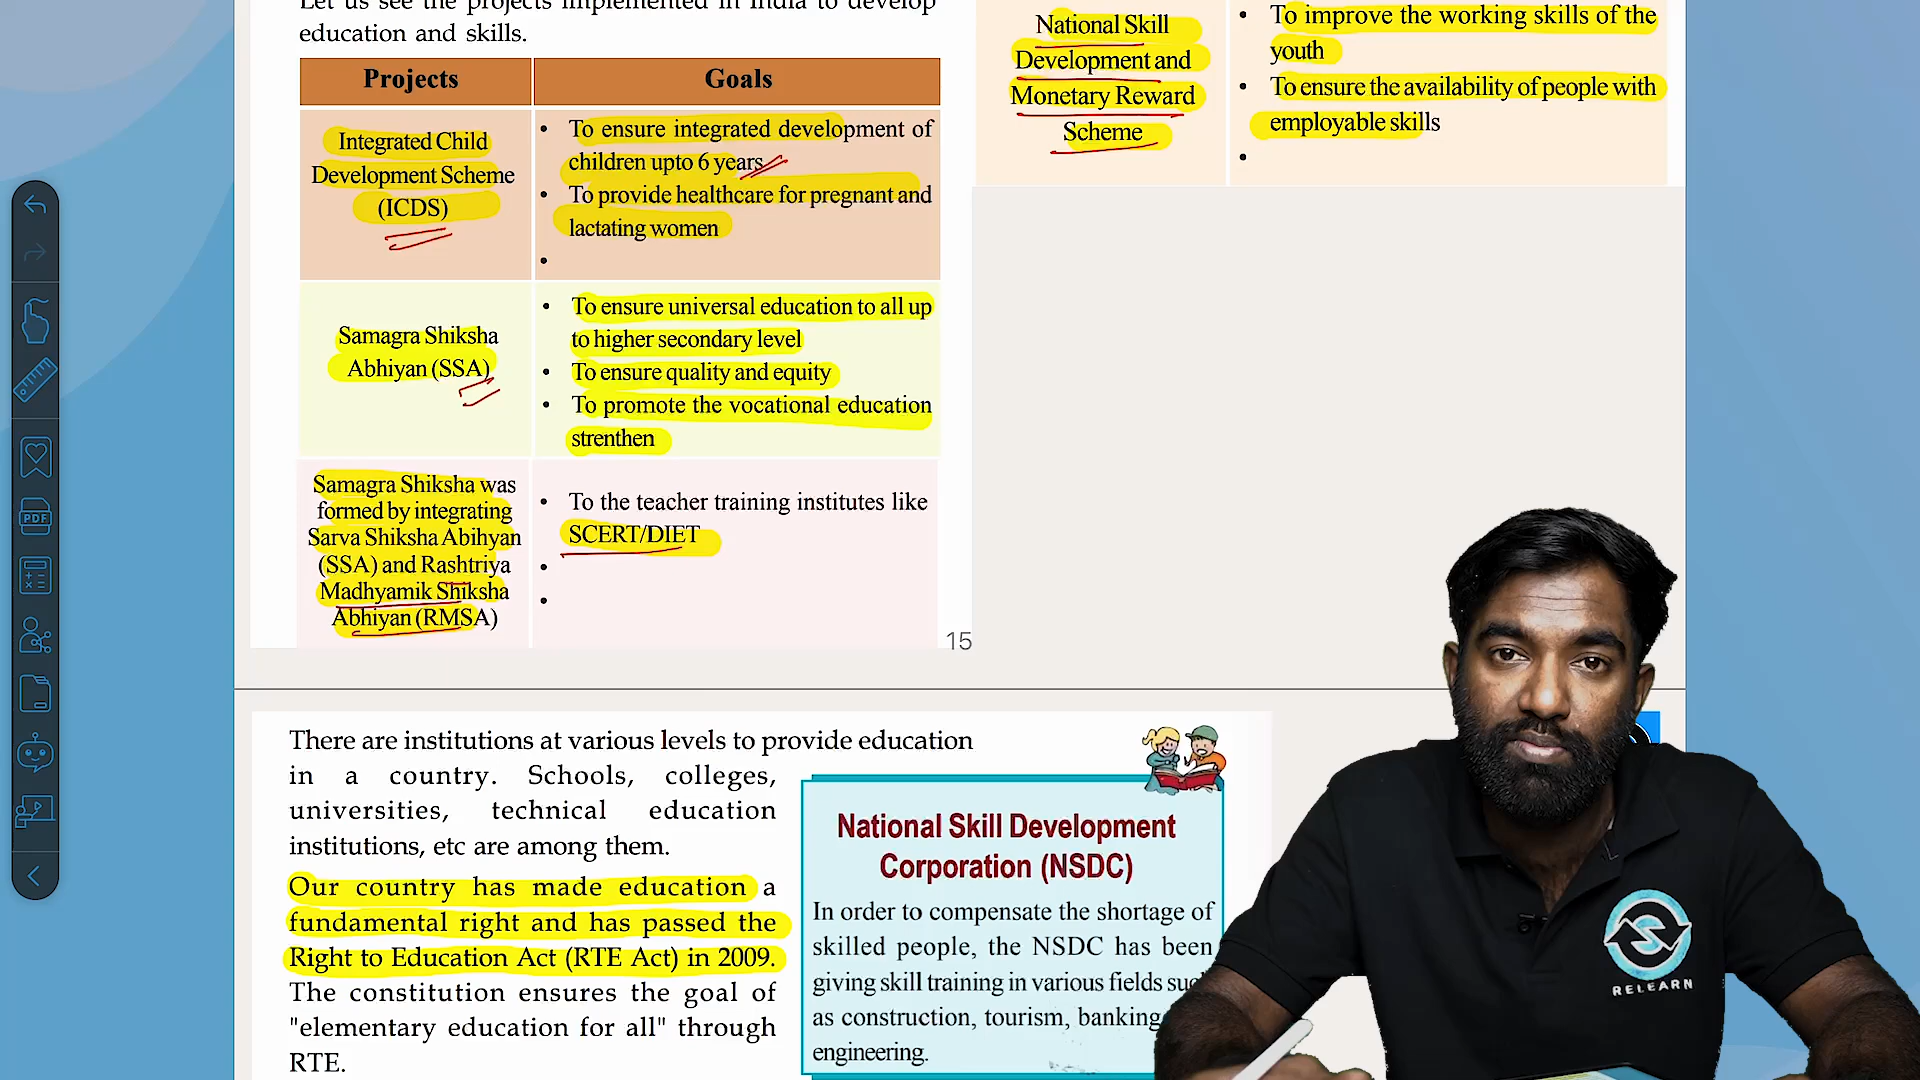 Let us see the projects implemented in India to develop
education and skills.
Projects
Goals
Integrated Child
Development Scheme
(ICDS)
• To ensure integrated development of
children upto 6 years
• To provide healthcare for pregnant and
lactating women
•
Samagra Shiksha
Abhiyan (SSA)
• To ensure universal education to all up
to higher secondary level
• To ensure quality and equity
• To promote the vocational education
strenthen
Samagra Shiksha was
formed by integrating
Sarva Shiksha Abihyan
(SSA) and Rashtriya
Madhyamik Shiksha
Abhiyan (RMSA)
• To the teacher training institutes like
SCERT/DIET
•
•
15
National Skill
Development and
Monetary Reward
Scheme
• To improve the working skills of the
youth
• To ensure the availability of people with
employable skills
•
There are institutions at various levels to provide education
in a country. Schools, colleges,
universities, technical education
institutions, etc are among them.
Our country has made education a
fundamental right and has passed the
Right to Education Act (RTE Act) in 2009.
The constitution ensures the goal of
"elementary education for all" through
RTE.
National Skill Development
Corporation (NSDC)
In order to compensate the shortage of
skilled people, the NSDC has been
giving skill training in various fields
as construction, tourism, banking
engineering.
PDF
RELEARN